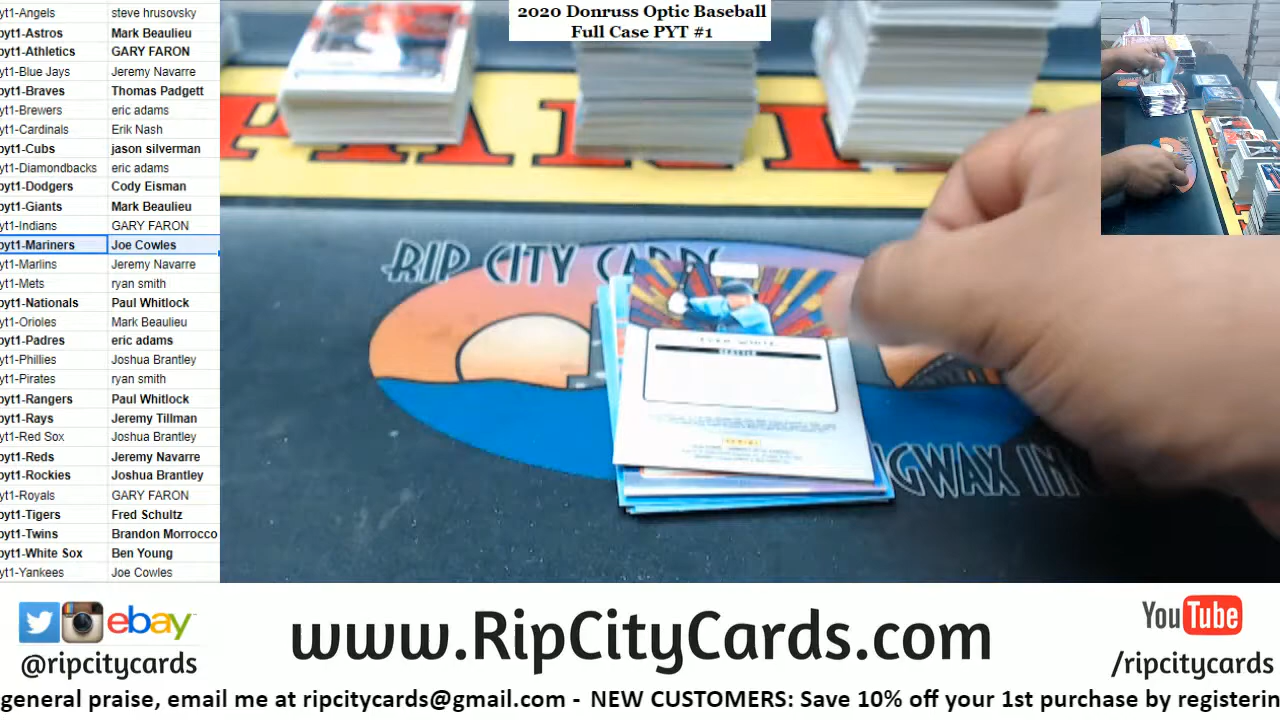 2020 Donruss Optic Baseball
Full Case PYT #1
yt1-Angels steve hrusovsky
pyt1-Astros Mark Beaulieu
pyt1-Athletics GARY FARON
yt1-Blue Jays Jeremy Navarre
pyt1-Braves Thomas Padgett
yt1-Brewers eric adams
yt1-Cardinals Erik Nash
pyt1-Cubs jason silverman
yt1-Diamondbacks eric adams
pyt1-Dodgers Cody Eisman
pyt1-Giants Mark Beaulieu
yt1-Indians GARY FARON
pyt1-Mariners Joe Cowles
yt1-Marlins Jeremy Navarre
yt1-Mets ryan smith
pyt1-Nationals Paul Whitlock
yt1-Orioles Mark Beaulieu
pyt1-Padres eric adams
yt1-Phillies Joshua Brantley
yt1-Pirates ryan smith
pyt1-Rangers Paul Whitlock
pyt1-Rays Jeremy Tillman
yt1-Red Sox Joshua Brantley
pyt1-Reds Jeremy Navarre
pyt1-Rockies Joshua Brantley
yt1-Royals GARY FARON
pyt1-Tigers Fred Schultz
pyt1-Twins Brandon Morrocco
pyt1-White Sox Ben Young
yt1-Yankees Joe Cowles
RIP CITY CARDS
EVAN WHITE
SEATTLE
GWAX IN
ebay
@ripcitycards
www.RipCityCards.com
YouTube
/ripcitycards
general praise, email me at ripcitycards@gmail.com - NEW CUSTOMERS: Save 10% off your 1st purchase by registerin